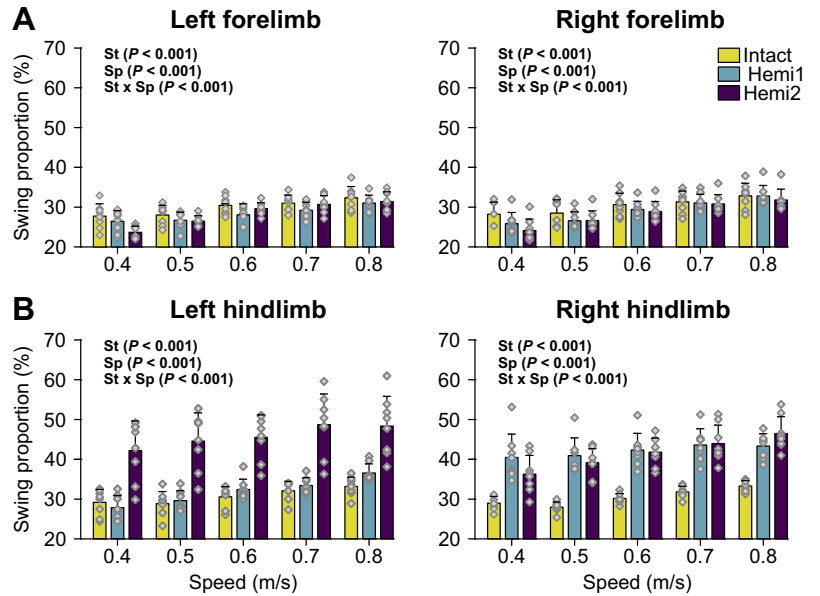 A
Left forelimb
Right forelimb
Swing proportion (%)
70
60
50
40
30
20
St (P < 0.001)
Sp (P < 0.001)
St x Sp (P < 0.001)
0.4 0.5 0.6 0.7 0.8
70
60
50
40
30
20
St (P < 0.001)
Sp (P < 0.001)
St x Sp (P < 0.001)
Intact
Hemi1
Hemi2
0.4 0.5 0.6 0.7 0.8
B
Left hindlimb
Right hindlimb
Swing proportion (%)
70
60
50
40
30
20
St (P < 0.001)
Sp (P < 0.001)
St x Sp (P < 0.001)
0.4 0.5 0.6 0.7 0.8
Speed (m/s)
70
60
50
40
30
20
St (P < 0.001)
Sp (P < 0.001)
St x Sp (P < 0.001)
0.4 0.5 0.6 0.7 0.8
Speed (m/s)